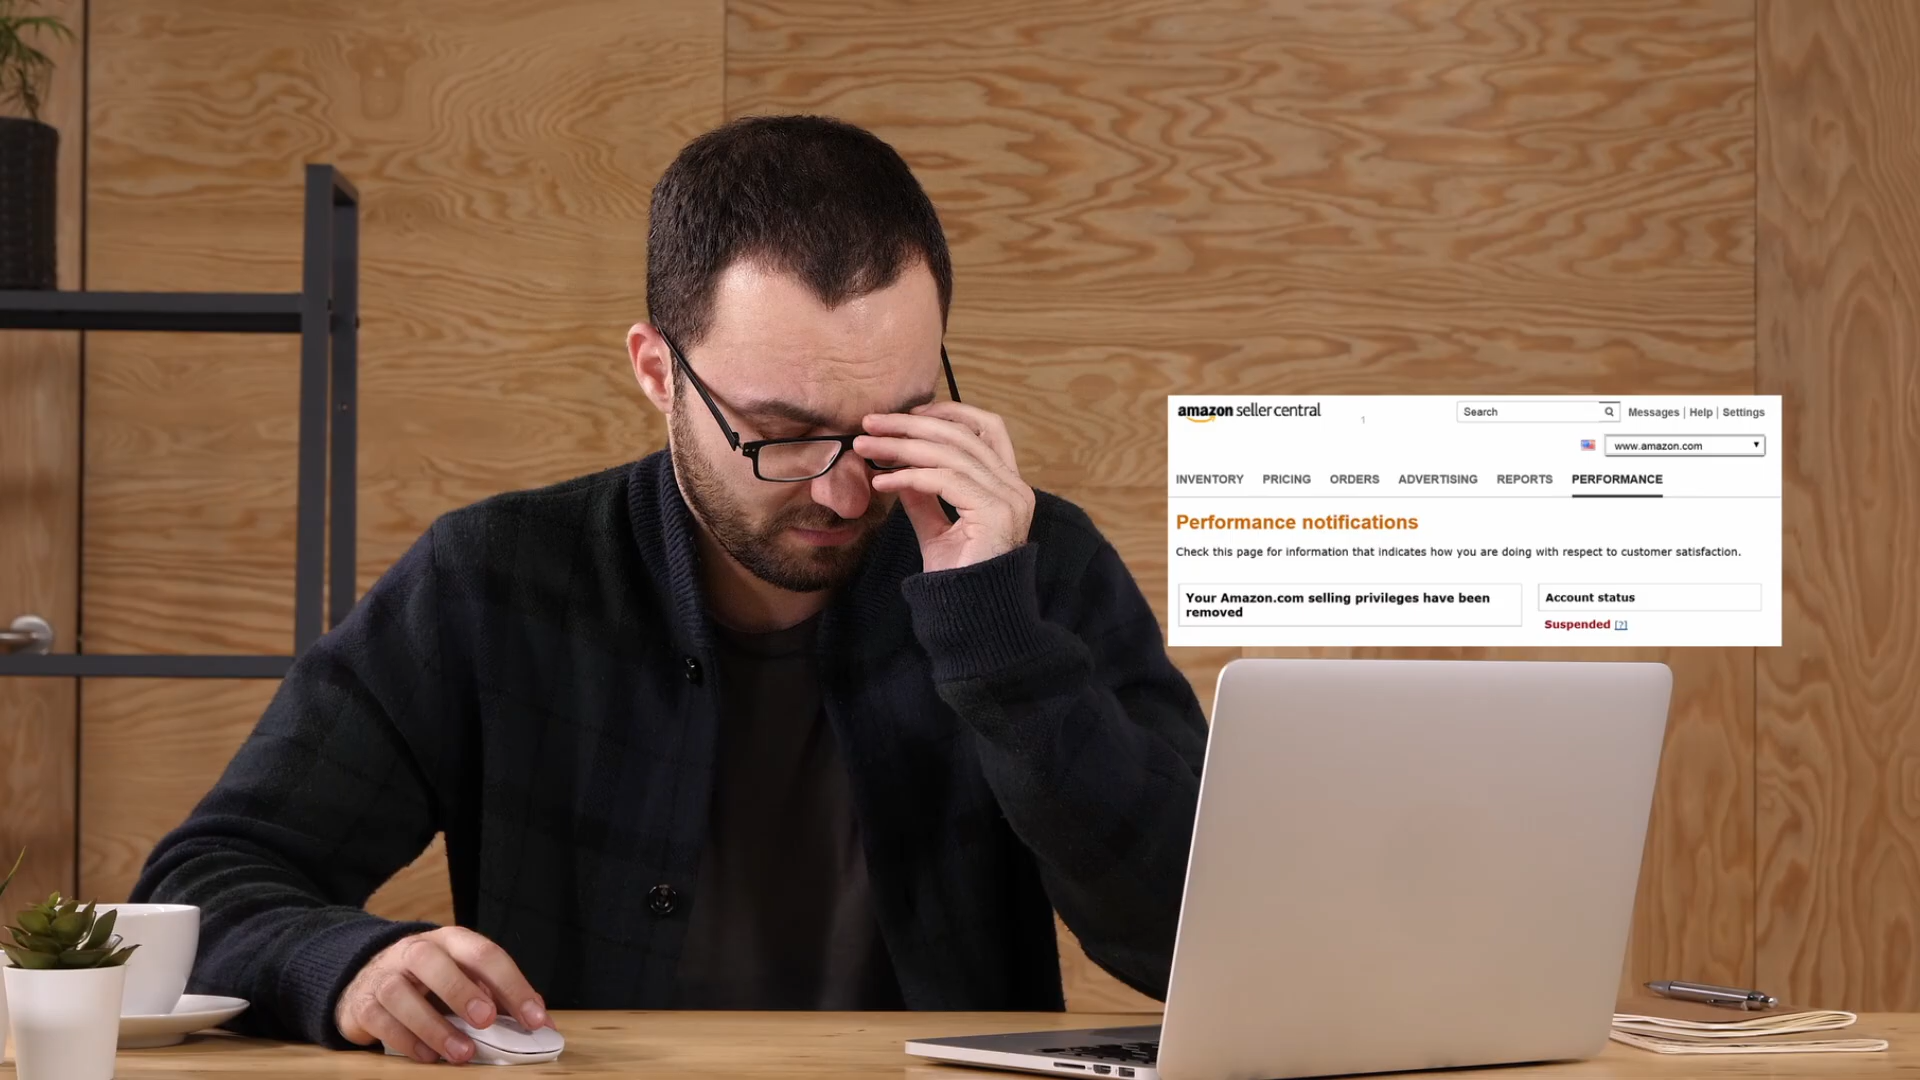 amazon seller central
1
Search
Messages | Help | Settings
www.amazon.com
INVENTORY PRICING ORDERS ADVERTISING REPORTS PERFORMANCE
Performance notifications
Check this page for information that indicates how you are doing with respect to customer satisfaction.
Your Amazon.com selling privileges have been
removed
Account status
Suspended [?]